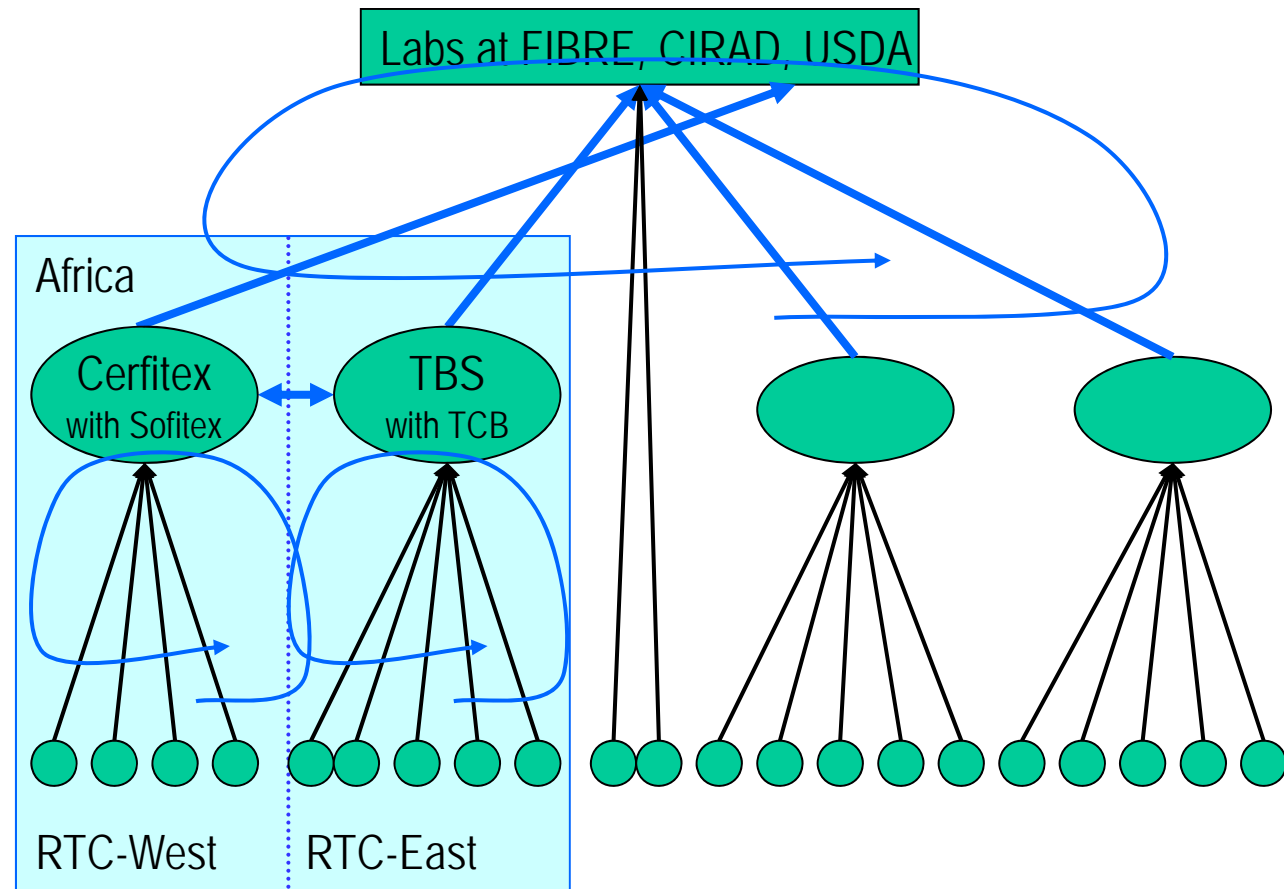 Labs at FIBRE, CIRAD, USDA
Africa
Cerfitex
with Sofitex
TBS
with TCB
RTC-West
RTC-East